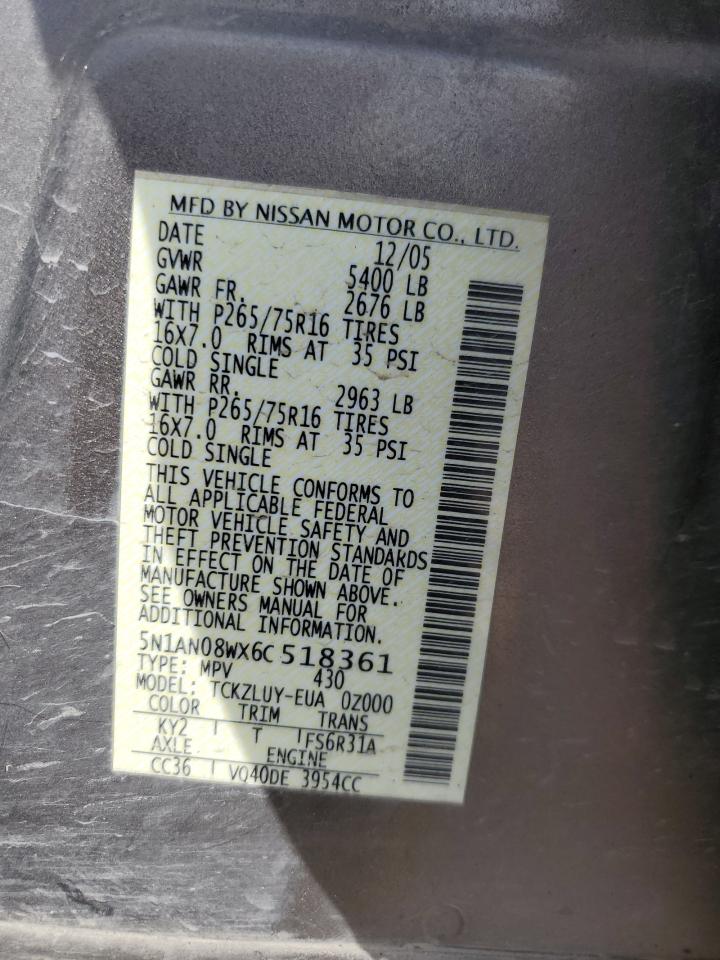 MFD BY NISSAN MOTOR CO., LTD.
DATE 12/05
GVWR 5400 LB
GAWR FR. 2676 LB
WITH P265/75R16 TIRES
16X7.0 RIMS AT 35 PSI
COLD SINGLE
GAWR RR. 2963 LB
WITH P265/75R16 TIRES
16X7.0 RIMS AT 35 PSI
COLD SINGLE
THIS VEHICLE CONFORMS TO
ALL APPLICABLE FEDERAL
MOTOR VEHICLE SAFETY AND
THEFT PREVENTION STANDARDS
IN EFFECT ON THE DATE OF
MANUFACTURE SHOWN ABOVE.
SEE OWNERS MANUAL FOR
ADDITIONAL INFORMATION.
5N1AN08WX6C518361
TYPE: MPV 430
MODEL: TCKZLUY-EUA 0Z000
COLOR TRIM TRANS
KY2 T FS6R31A
AXLE ENGINE
CC36 VQ40DE 3954CC